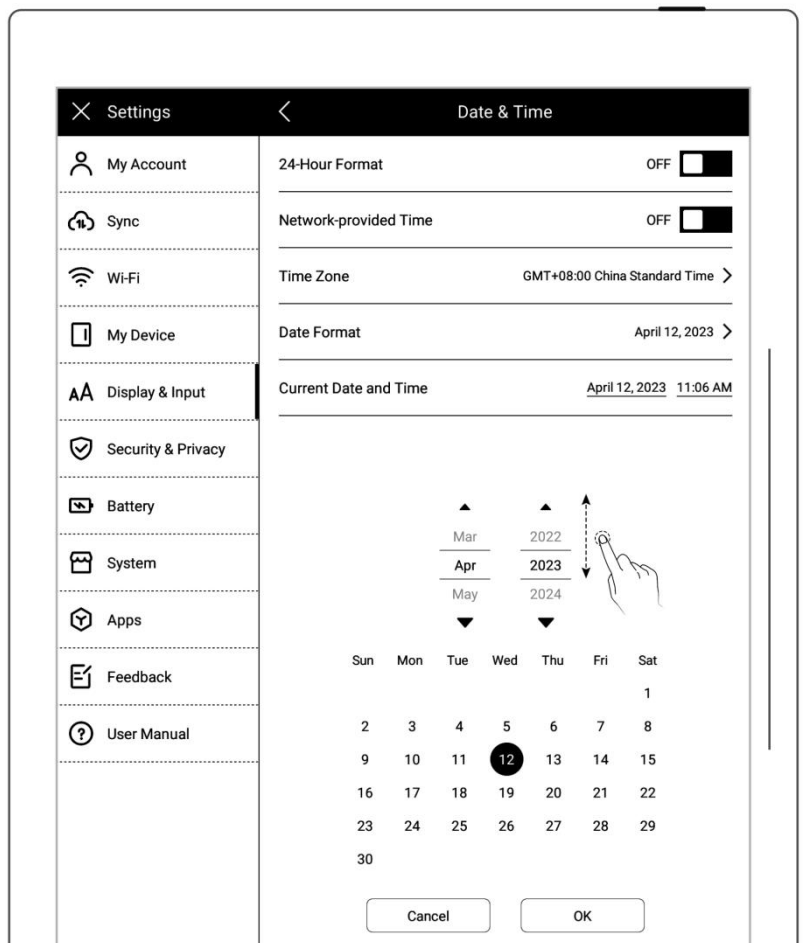 Settings
Date & Time
My Account
24-Hour Format OFF
Sync
Network-provided Time OFF
Wi-Fi
Time Zone GMT+08:00 China Standard Time
My Device
Date Format April 12, 2023
Display & Input
Current Date and Time April 12, 2023 11:06 AM
Security & Privacy
Battery
System
Apps
Feedback
User Manual
Mar 2022
Apr 2023
May 2024
Sun Mon Tue Wed Thu Fri Sat
1
2 3 4 5 6 7 8
9 10 11 12 13 14 15
16 17 18 19 20 21 22
23 24 25 26 27 28 29
30
Cancel OK